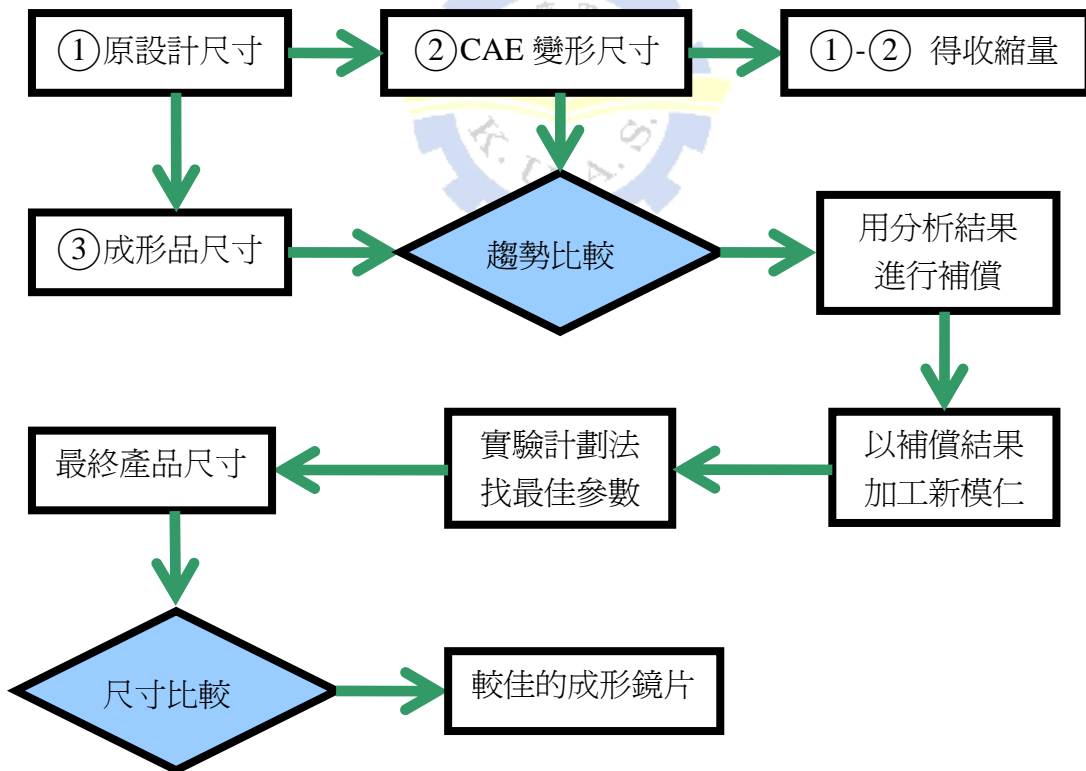 ①原設計尺寸
②CAE 變形尺寸
①-② 得收縮量
K.U.A.S.
③成形品尺寸
趨勢比較
用分析結果
進行補償
最終產品尺寸
實驗計劃法
找最佳參數
以補償結果
加工新模仁
尺寸比較
較佳的成形鏡片